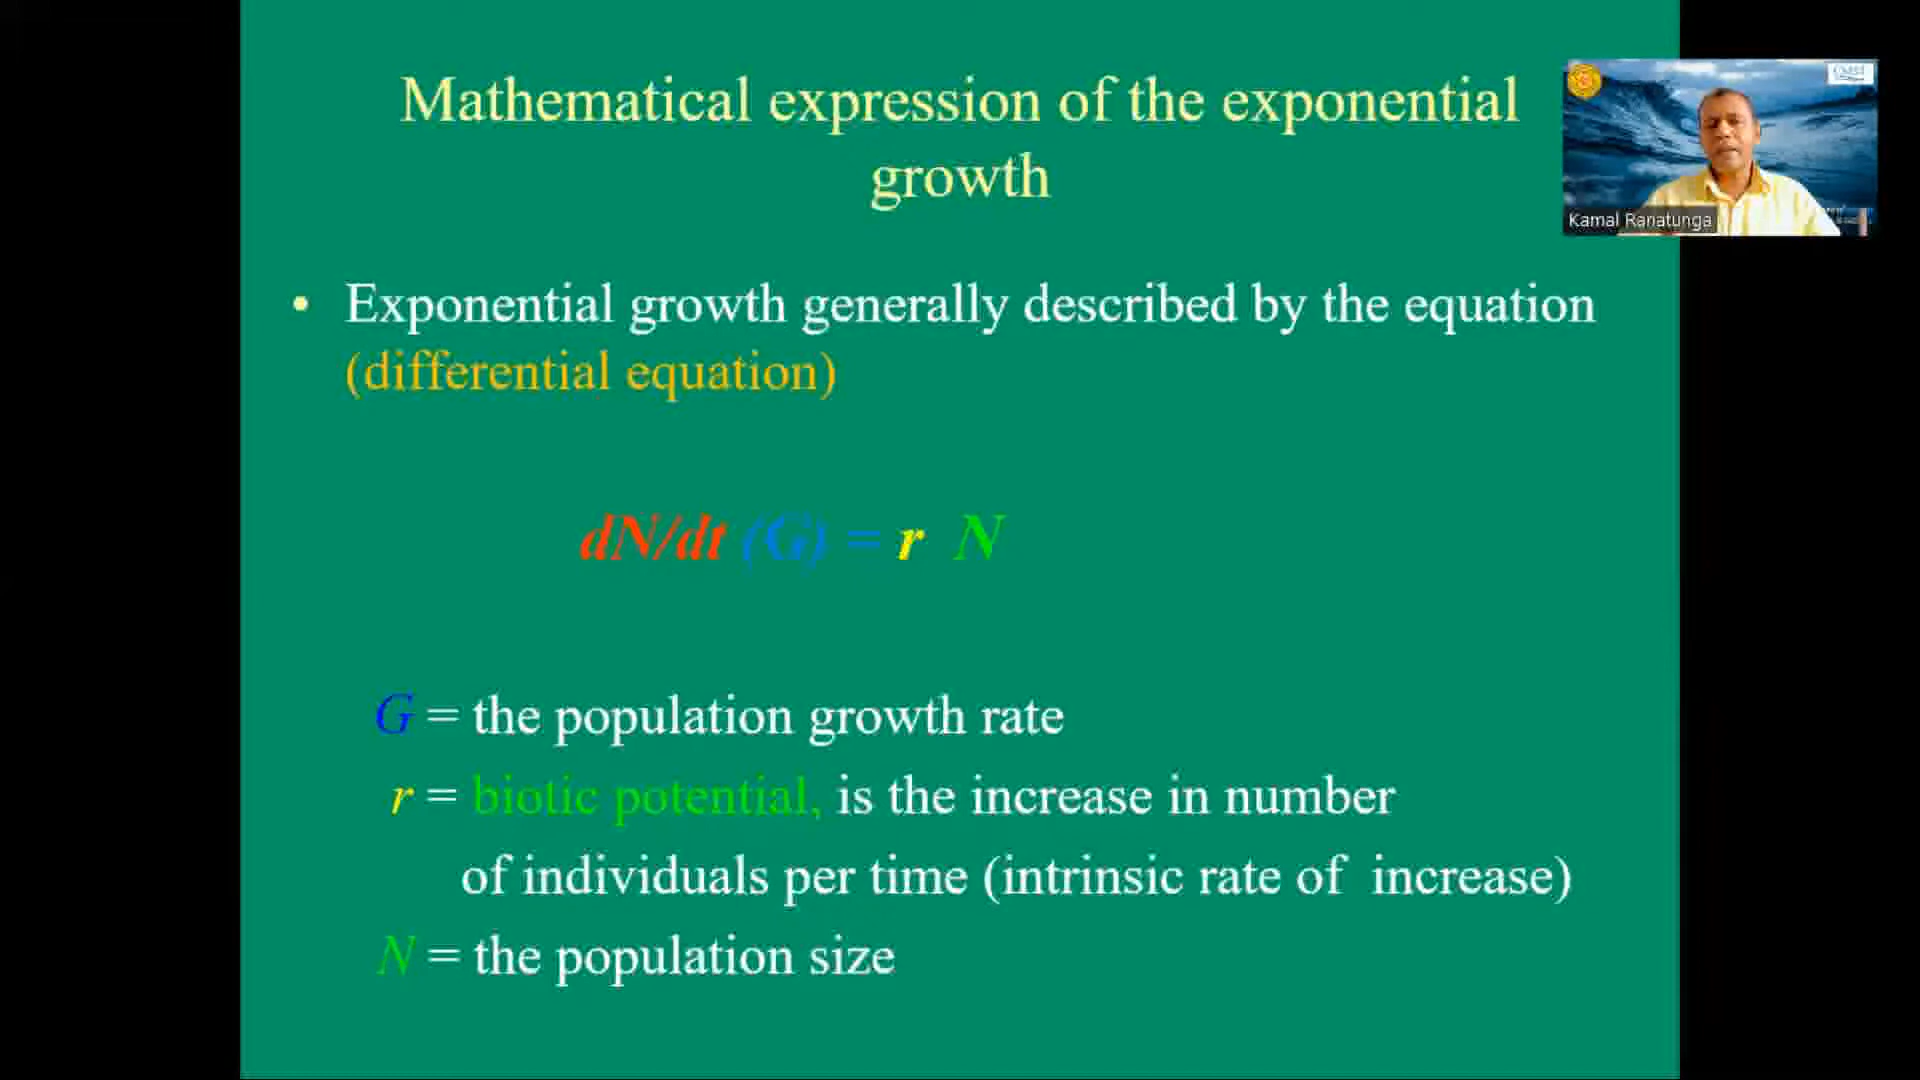 Mathematical expression of the exponential
growth
Kamal Ranatunga
• Exponential growth generally described by the equation
(differential equation)
dN/dt (G) = r N
G = the population growth rate
r = biotic potential, is the increase in number
of individuals per time (intrinsic rate of increase)
N = the population size